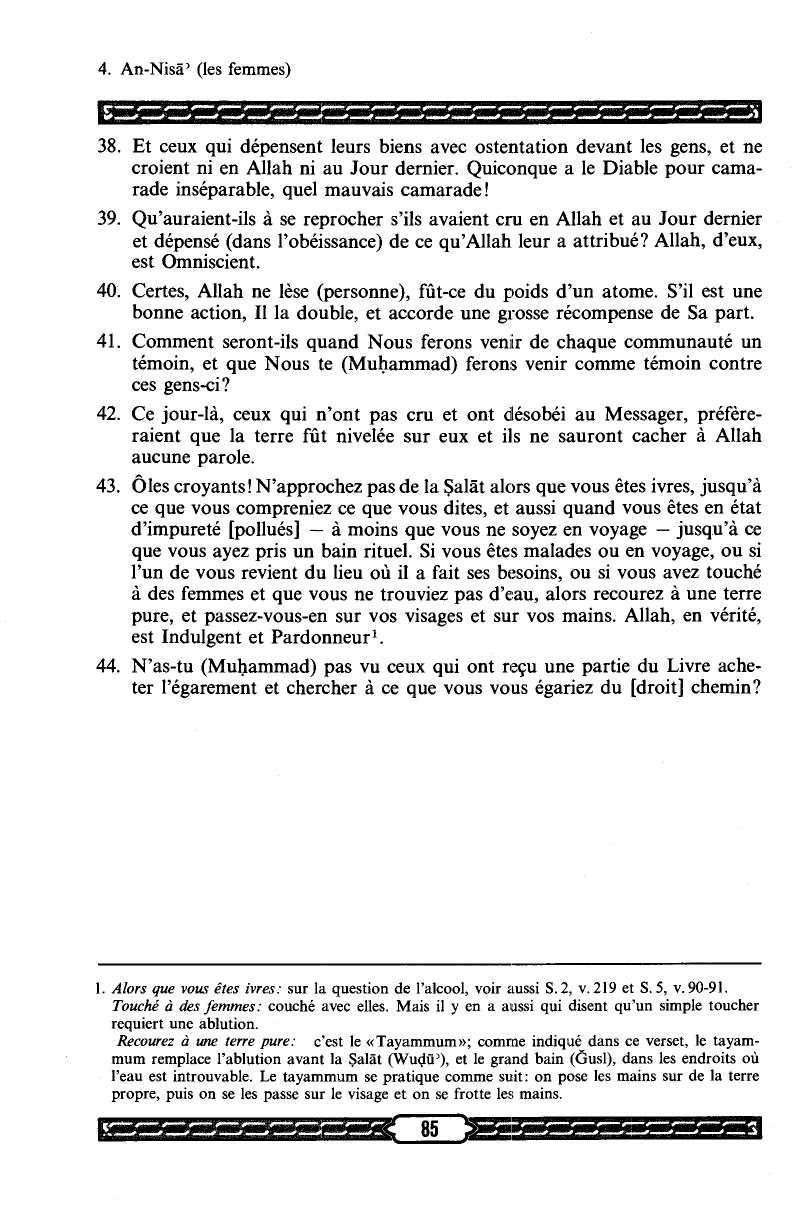 4. An-Nisāʾ (les femmes)
38. Et ceux qui dépensent leurs biens avec ostentation devant les gens, et ne
croient ni en Allah ni au Jour dernier. Quiconque a le Diable pour cama-
rade inséparable, quel mauvais camarade!
39. Qu'auraient-ils à se reprocher s'ils avaient cru en Allah et au Jour dernier
et dépensé (dans l'obéissance) de ce qu'Allah leur a attribué? Allah, d'eux,
est Omniscient.
40. Certes, Allah ne lèse (personne), fût-ce du poids d'un atome. S'il est une
bonne action, Il la double, et accorde une grosse récompense de Sa part.
41. Comment seront-ils quand Nous ferons venir de chaque communauté un
témoin, et que Nous te (Muḥammad) ferons venir comme témoin contre
ces gens-ci?
42. Ce jour-là, ceux qui n'ont pas cru et ont désobéi au Messager, préfère-
raient que la terre fût nivelée sur eux et ils ne sauront cacher à Allah
aucune parole.
43. Ô les croyants! N'approchez pas de la Ṣalāt alors que vous êtes ivres, jusqu'à
ce que vous compreniez ce que vous dites, et aussi quand vous êtes en état
d'impureté [pollués] — à moins que vous ne soyez en voyage — jusqu'à ce
que vous ayez pris un bain rituel. Si vous êtes malades ou en voyage, ou si
l'un de vous revient du lieu où il a fait ses besoins, ou si vous avez touché
à des femmes et que vous ne trouviez pas d'eau, alors recourez à une terre
pure, et passez-vous-en sur vos visages et sur vos mains. Allah, en vérité,
est Indulgent et Pardonneur¹.
44. N'as-tu (Muḥammad) pas vu ceux qui ont reçu une partie du Livre ache-
ter l'égarement et chercher à ce que vous vous égariez du [droit] chemin?
1. Alors que vous êtes ivres: sur la question de l'alcool, voir aussi S. 2, v. 219 et S. 5, v. 90-91.
Touché à des femmes: couché avec elles. Mais il y en a aussi qui disent qu'un simple toucher
requiert une ablution.
Recourez à une terre pure: c'est le «Tayammum»; comme indiqué dans ce verset, le tayam-
mum remplace l'ablution avant la Ṣalāt (Wuḍūʾ), et le grand bain (Ġusl), dans les endroits où
l'eau est introuvable. Le tayammum se pratique comme suit: on pose les mains sur de la terre
propre, puis on se les passe sur le visage et on se frotte les mains.
85